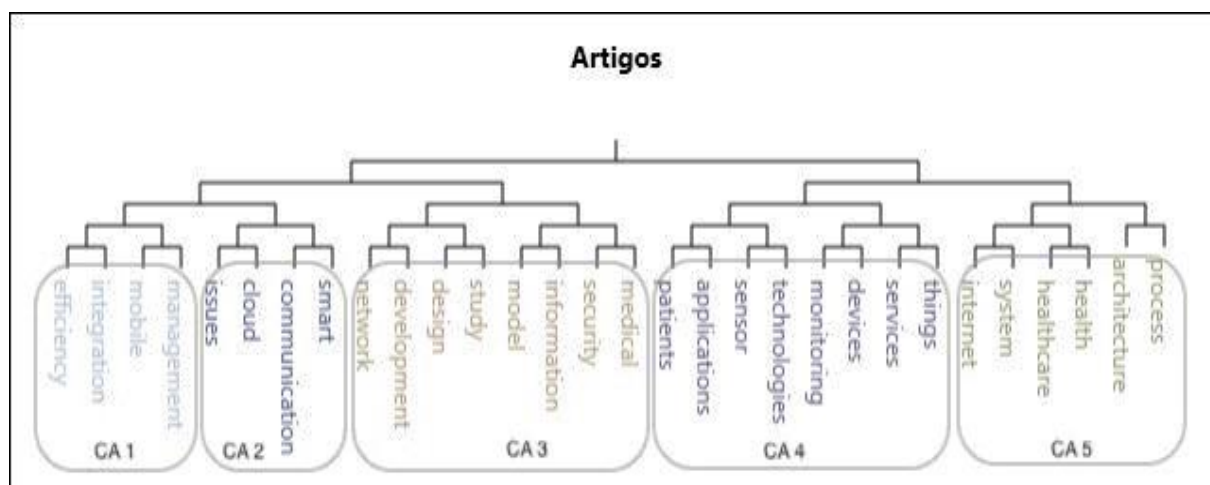 Artigos
efficiency
integration
mobile
management
issues
cloud
communication
smart
network
development
design
study
model
information
security
medical
patients
applications
sensor
technologies
monitoring
devices
services
things
internet
system
healthcare
health
architecture
process
CA 1
CA 2
CA 3
CA 4
CA 5